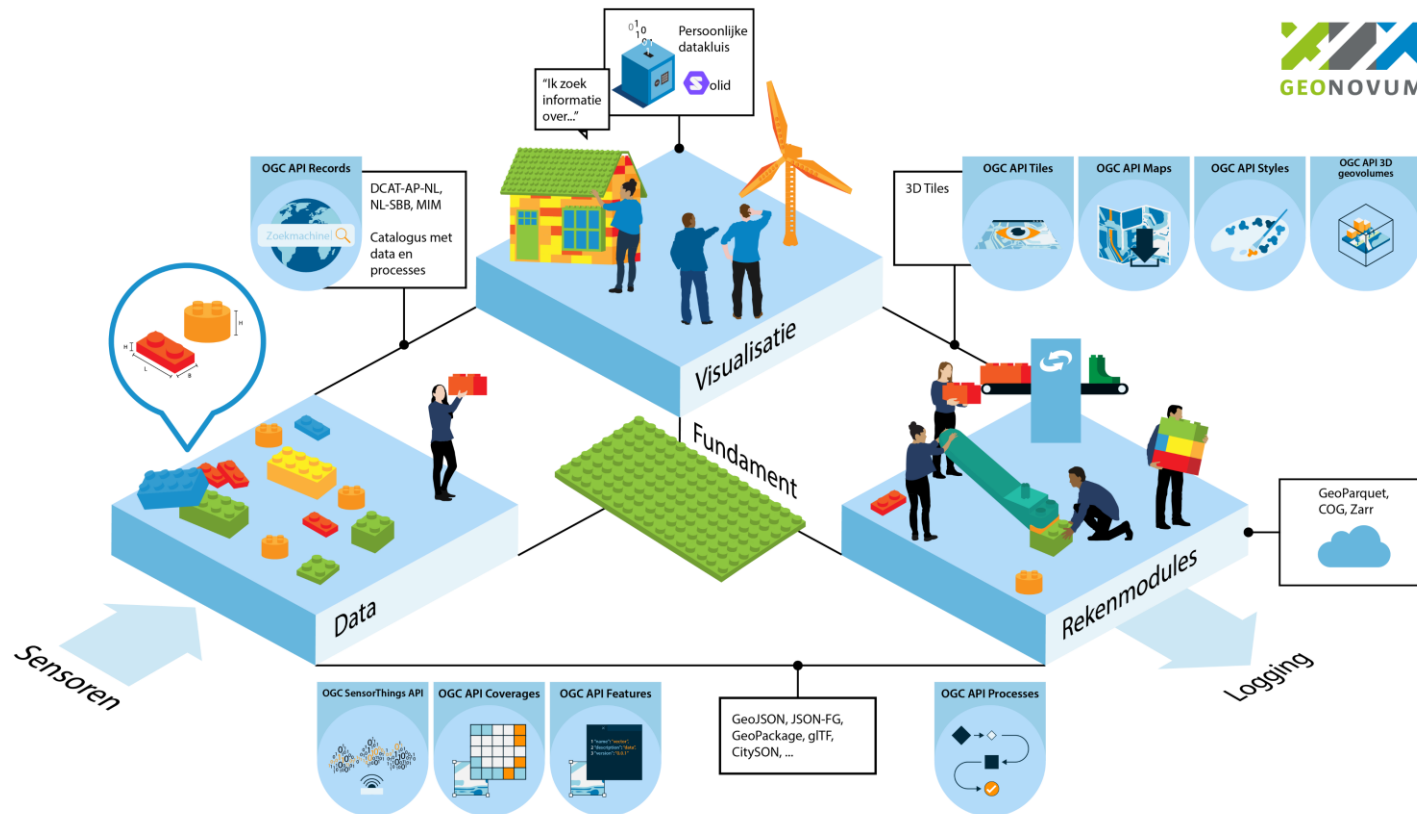 Persoonlijke
datakluis
Solid
"Ik zoek
informatie
over..."
GEONOVUM
OGC API Records
Zoekmachine
DCAT-AP-NL,
NL-SBB, MIM
Catalogus met
data en
processes
3D Tiles
OGC API Tiles
OGC API Maps
OGC API Styles
OGC API 3D
geovolumes
H
L
B
H
Visualisatie
Fundament
Data
Rekenmodules
GeoParquet,
COG, Zarr
Sensoren
Logging
OGC SensorThings API
OGC API Coverages
OGC API Features
GeoJSON, JSON-FG,
GeoPackage, glTF,
CitySON, ...
OGC API Processes